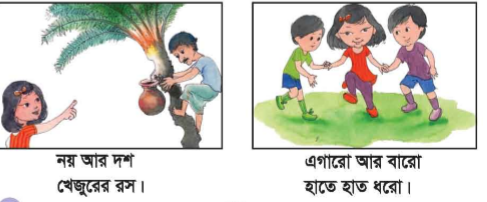 নয় আর দশ
খেজুরের রস।
এগারো আর বারো
হাতে হাত ধরো।